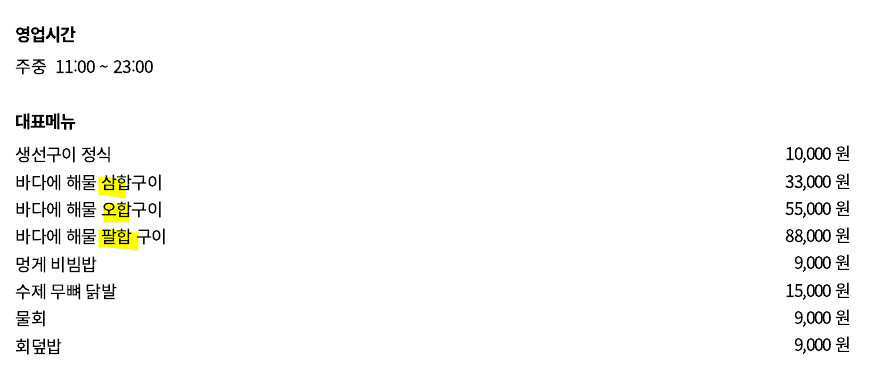 영업시간
주중 11:00 ~ 23:00
대표메뉴
생선구이 정식 10,000 원
바다에 해물 삼합구이 33,000 원
바다에 해물 오합구이 55,000 원
바다에 해물 팔합 구이 88,000 원
멍게 비빔밥 9,000 원
수제 무뼈 닭발 15,000 원
물회 9,000 원
회덮밥 9,000 원